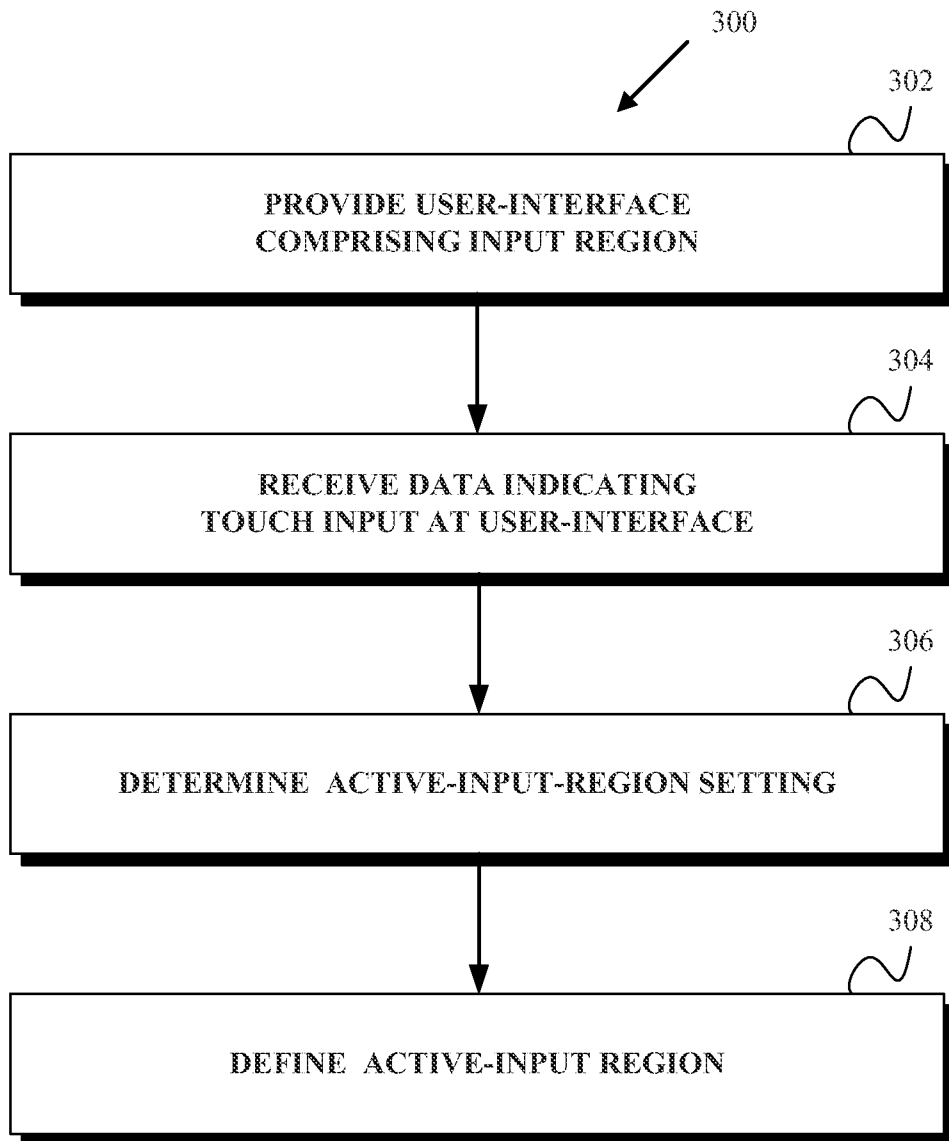 300
302
PROVIDE USER-INTERFACE
COMPRISING INPUT REGION
304
RECEIVE DATA INDICATING
TOUCH INPUT AT USER-INTERFACE
306
DETERMINE ACTIVE-INPUT-REGION SETTING
308
DEFINE ACTIVE-INPUT REGION